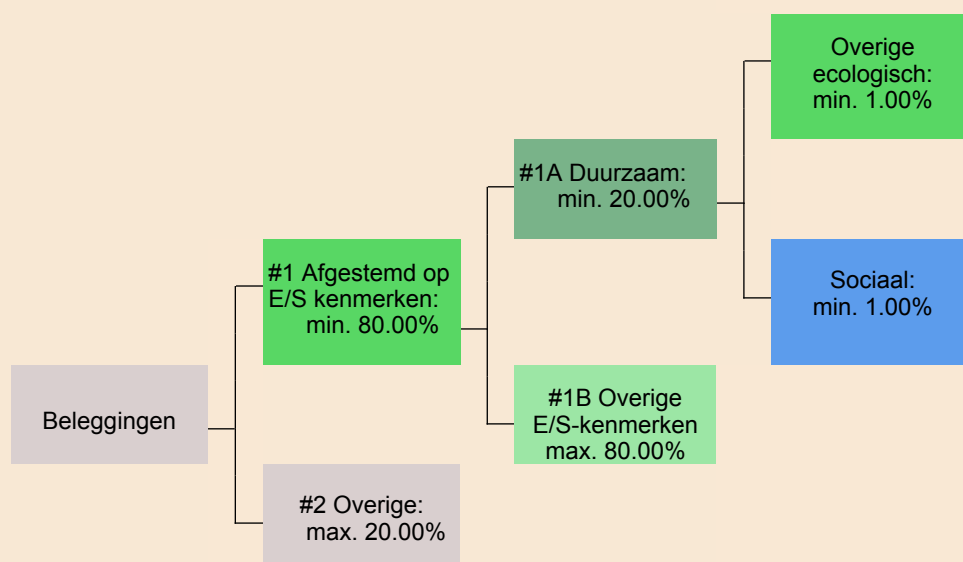 Beleggingen
#1 Afgestemd op
E/S kenmerken:
min. 80.00%
#2 Overige:
max. 20.00%
#1A Duurzaam:
min. 20.00%
#1B Overige
E/S-kenmerken
max. 80.00%
Overige
ecologisch:
min. 1.00%
Sociaal:
min. 1.00%